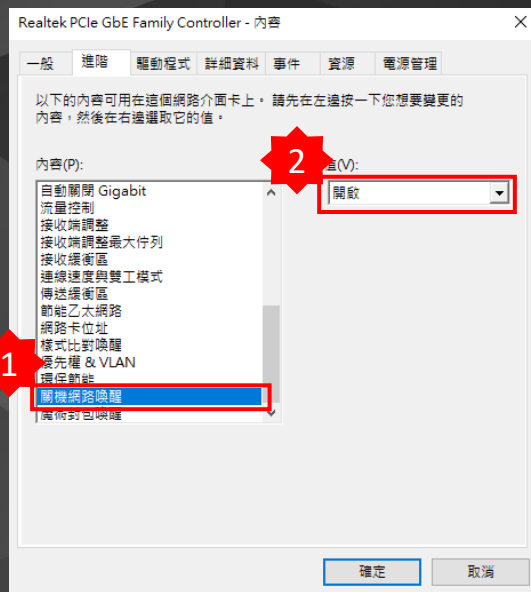 Realtek PCIe GbE Family Controller - 內容
一般 進階 驅動程式 詳細資料 事件 資源 電源管理
以下的內容可用在這個網路介面卡上。 請先在左邊按一下您想要變更的
內容，然後在右邊選取它的值。
2
內容(P):
值(V):
自動關閉 Gigabit
開啟
流量控制
接收端調整
接收端調整最大佇列
接收緩衝區
連線速度與雙工模式
傳送緩衝區
節能乙太網路
網路卡位址
樣式比對喚醒
1
優先權 & VLAN
環保節能
關機網路喚醒
魔術封包喚醒
確定 取消